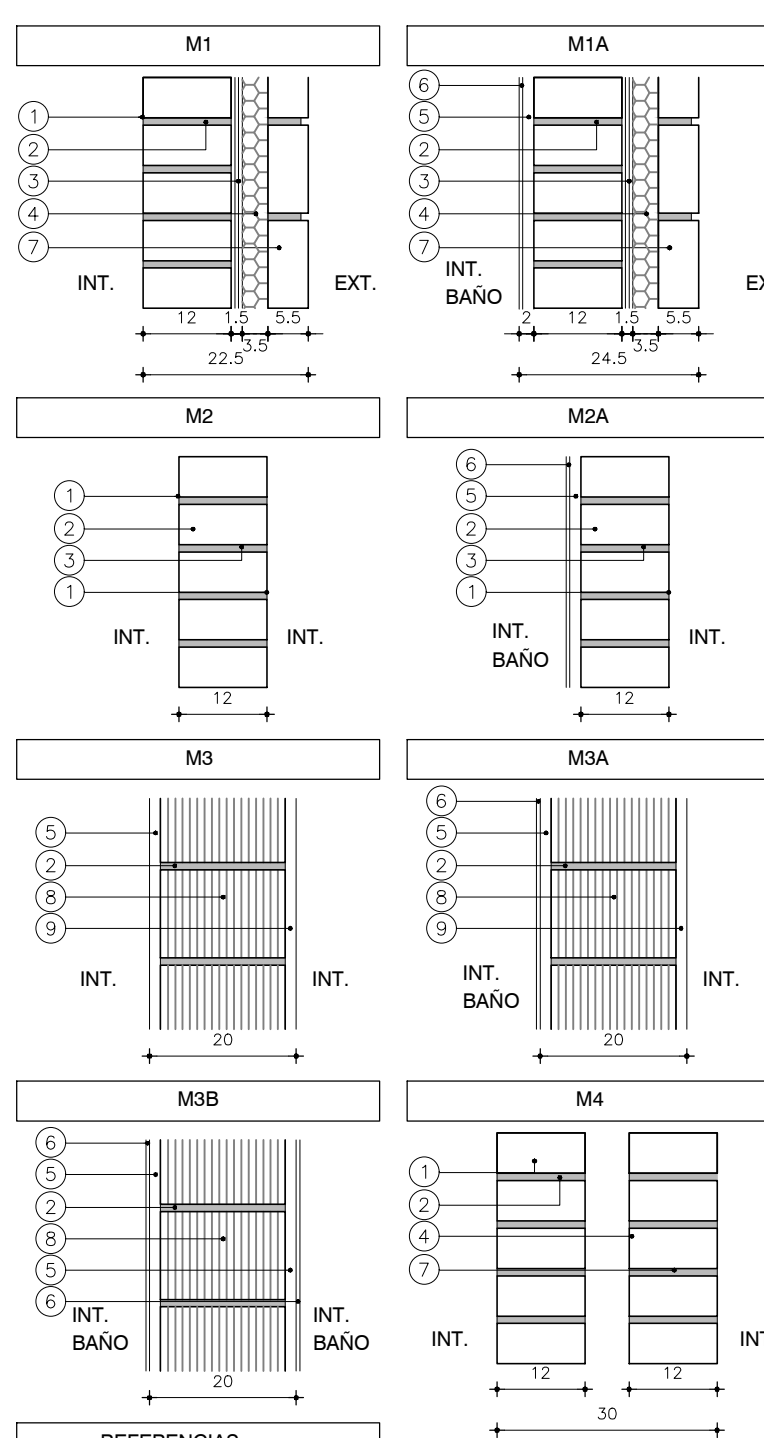 M1
1
2
3
4
7
INT.
EXT.
12
1.5
3.5
5.5
22.5
M1A
6
5
2
3
4
7
INT.
BAÑO
EX
2
12
1.5
3.5
5.5
24.5
M2
1
2
3
1
INT.
INT.
12
M2A
6
5
2
3
1
INT.
BAÑO
INT.
12
M3
5
2
8
9
INT.
INT.
20
M3A
6
5
2
8
9
INT.
BAÑO
INT.
20
M3B
6
5
2
8
5
6
INT.
BAÑO
INT.
BAÑO
20
M4
1
2
4
7
INT.
INT
12
12
30
REFERENCIAS